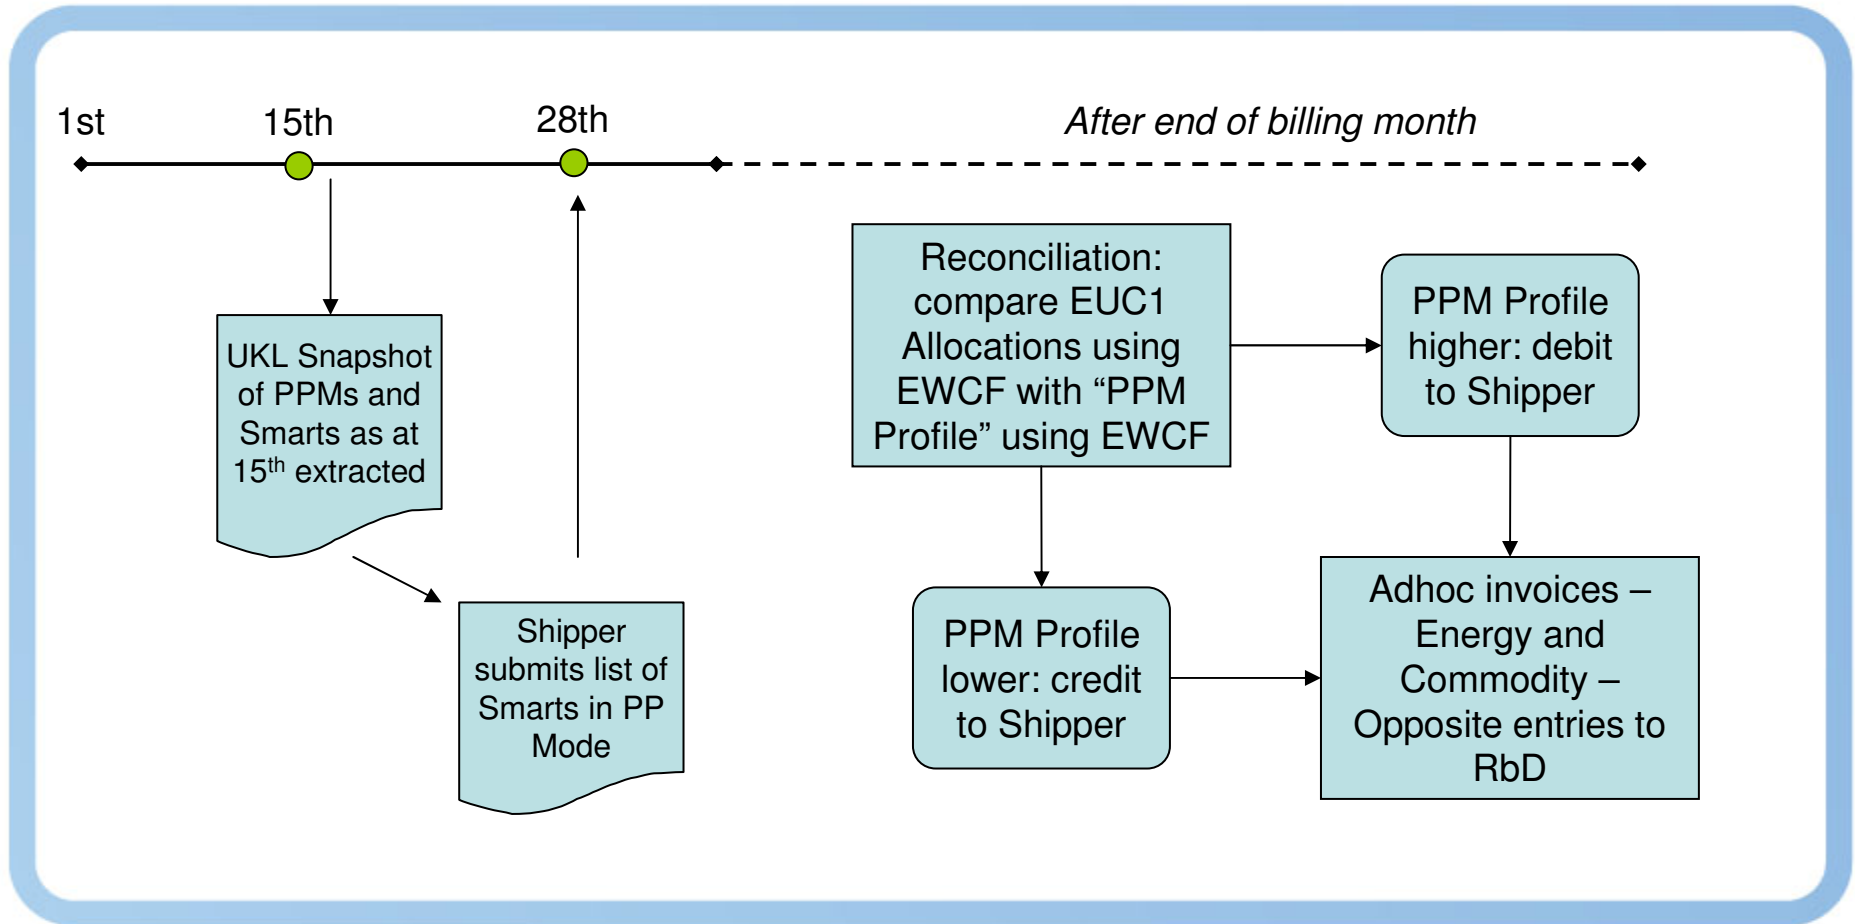 1st
15th
28th
After end of billing month
UKL Snapshot
of PPMs and
Smarts as at
15th extracted
Shipper
submits list of
Smarts in PP
Mode
Reconciliation:
compare EUC1
Allocations using
EWCF with “PPM
Profile” using EWCF
PPM Profile
higher: debit
to Shipper
PPM Profile
lower: credit
to Shipper
Adhoc invoices –
Energy and
Commodity –
Opposite entries to
RbD